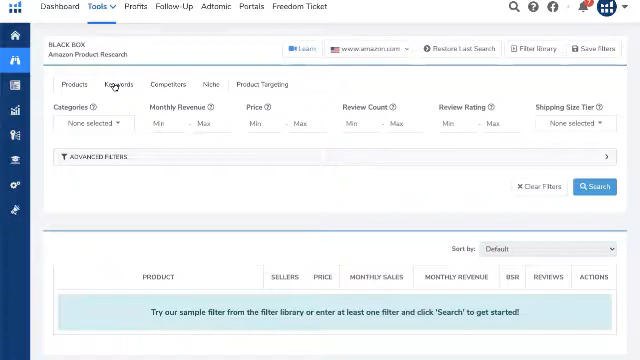 Dashboard Tools Profits Follow-Up Adtomic Portals Freedom Ticket
BLACK BOX
Amazon Product Research
Learn www.amazon.com Restore Last Search Filter library Save filters
Products Keywords Competitors Niche Product Targeting
Categories Monthly Revenue Price Review Count Review Rating Shipping Size Tier
None selected Min - Max Min - Max Min - Max Min - Max None selected
ADVANCED FILTERS
Clear Filters Search
Sort by: Default
PRODUCT SELLERS PRICE MONTHLY SALES MONTHLY REVENUE BSR REVIEWS ACTIONS
Try our sample filter from the filter library or enter at least one filter and click 'Search' to get started!